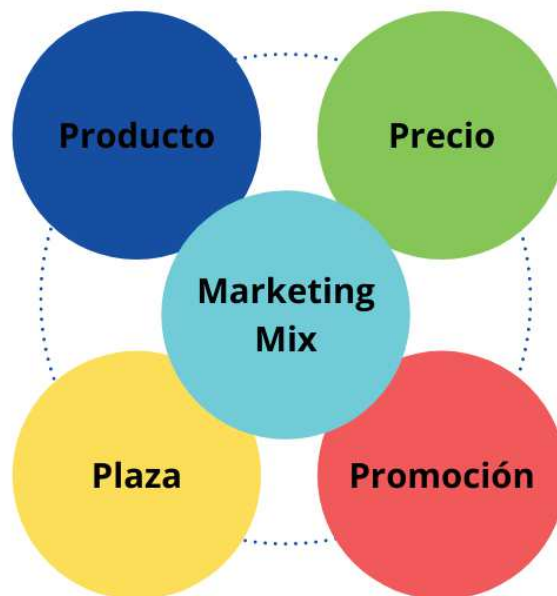 Producto
Precio
Marketing
Mix
Plaza
Promoción